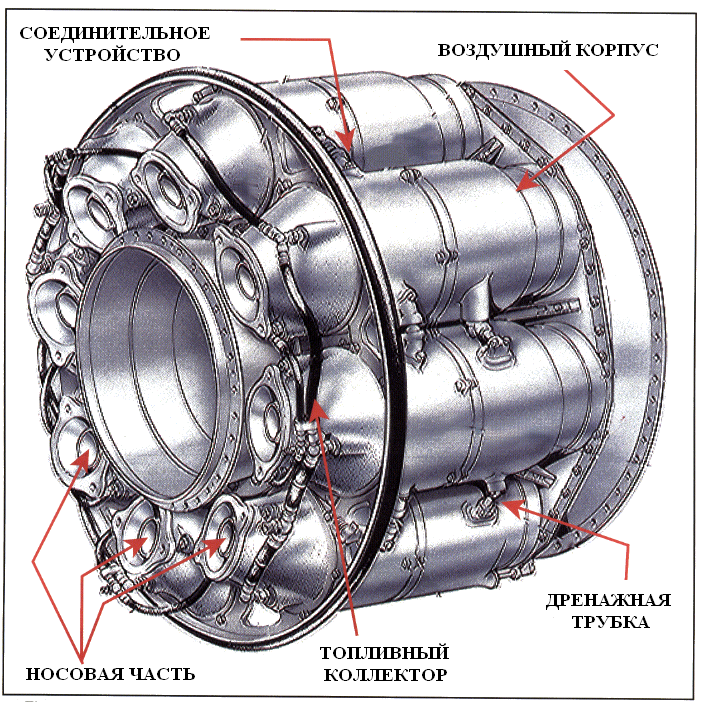 СОЕДИНИТЕЛЬНОЕ
УСТРОЙСТВО
ВОЗДУШНЫЙ КОРПУС
ДРЕНАЖНАЯ
ТРУБКА
ТОПЛИВНЫЙ
КОЛЛЕКТОР
НОСОВАЯ ЧАСТЬ